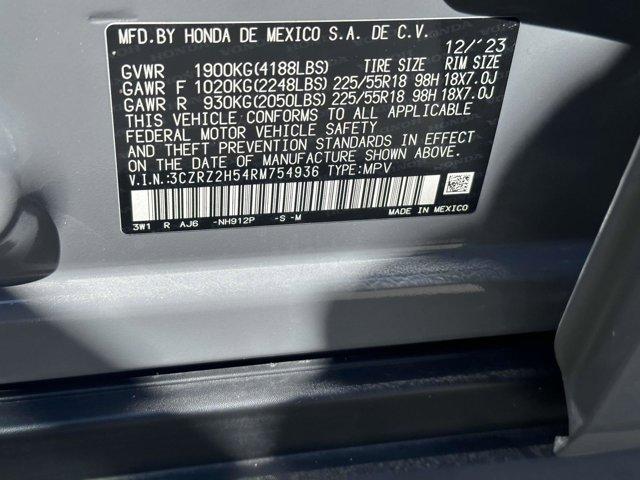 MFD.BY HONDA DE MEXICO S.A. DE C.V.
12/'23
GVWR 1900KG(4188LBS) TIRE SIZE RIM SIZE
GAWR F 1020KG(2248LBS) 225/55R18 98H 18X7.0J
GAWR R 930KG(2050LBS) 225/55R18 98H 18X7.0J
THIS VEHICLE CONFORMS TO ALL APPLICABLE
FEDERAL MOTOR VEHICLE SAFETY
AND THEFT PREVENTION STANDARDS IN EFFECT
ON THE DATE OF MANUFACTURE SHOWN ABOVE.
V.I.N.:3CZRZ2H54RM754936 TYPE:MPV
3W1 R AJ6 -NH912P -S -M MADE IN MEXICO